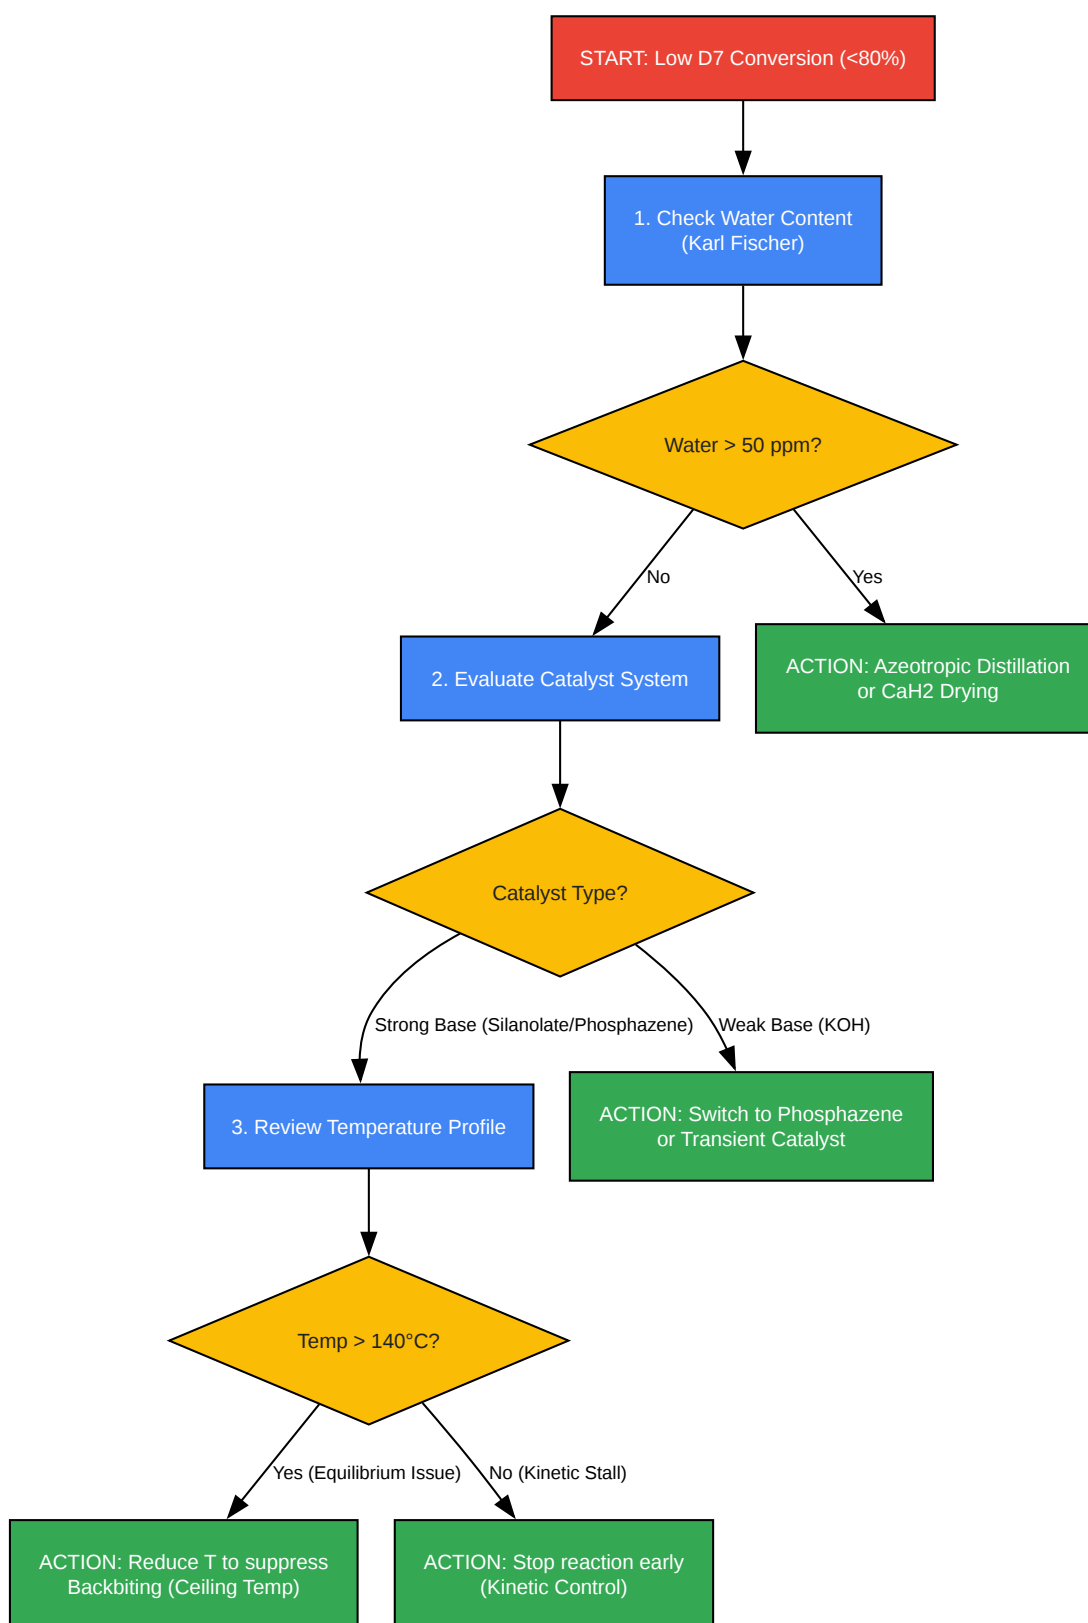 START: Low D7 Conversion (<80%)
1. Check Water Content
(Karl Fischer)
Water > 50 ppm?
No
Yes
2. Evaluate Catalyst System
ACTION: Azeotropic Distillation
or CaH2 Drying
Catalyst Type?
Strong Base (Silanolate/Phosphazene)
Weak Base (KOH)
3. Review Temperature Profile
ACTION: Switch to Phosphazene
or Transient Catalyst
Temp > 140°C?
Yes (Equilibrium Issue)
No (Kinetic Stall)
ACTION: Reduce T to suppress
Backbiting (Ceiling Temp)
ACTION: Stop reaction early
(Kinetic Control)